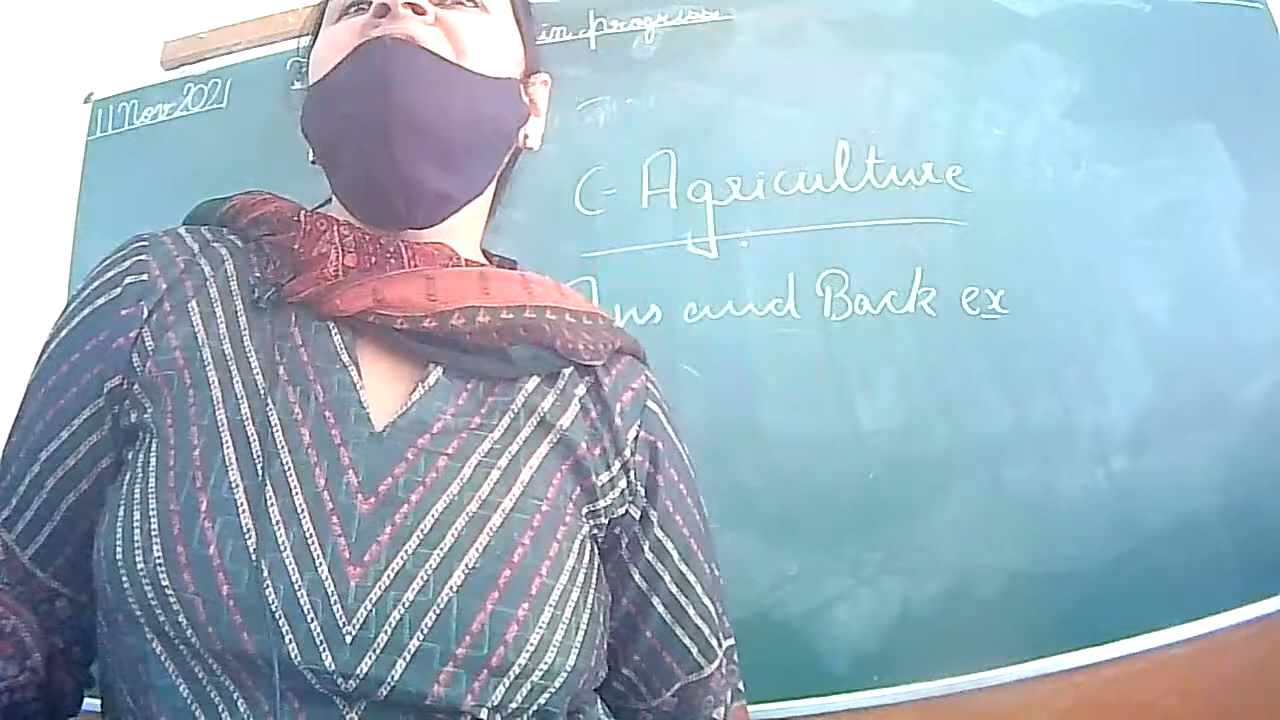 in progress
11 Nov 2021
C- Agriculture
and Back ex